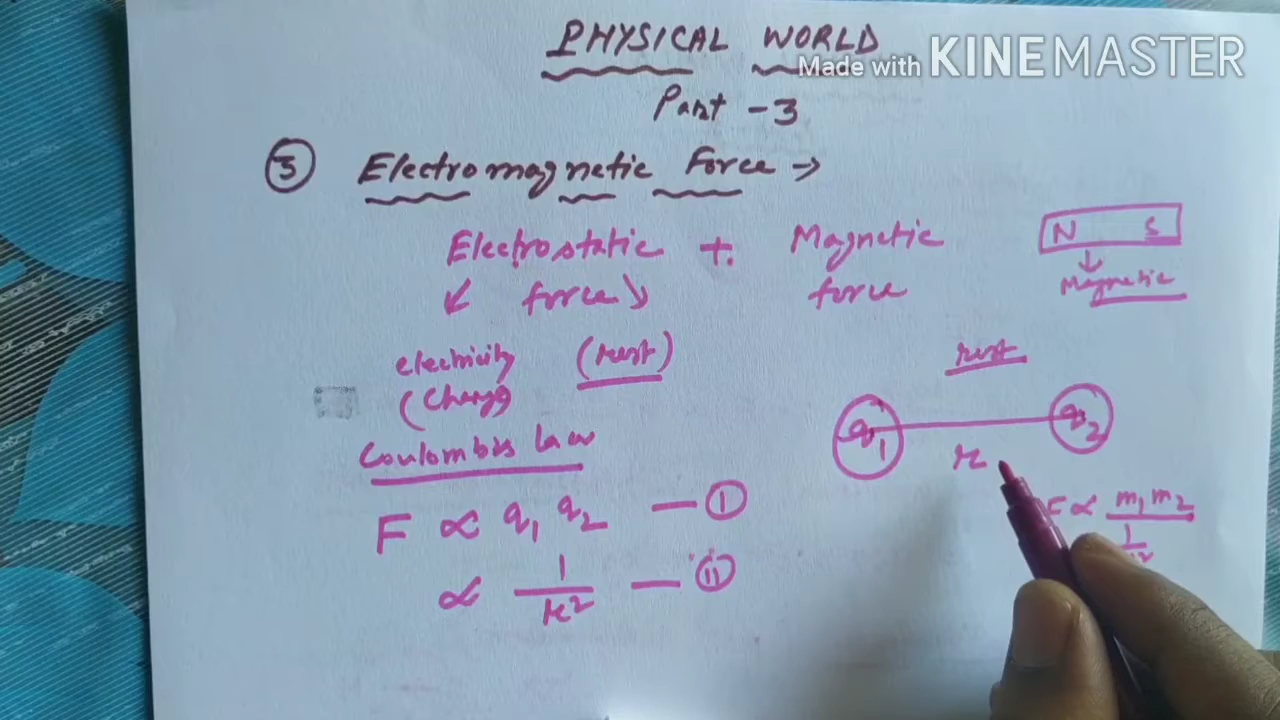 PHYSICAL WORLD
Made with KINEMASTER
Part -3
③ Electromagnetic Force →
Electrostatic + Magnetic
↙ force ↘ force
N S
↓
Magnetic
electricity (rest)
(charge
rest
Coulombs law
q1 q2
r
F ∝ q1 q2 — ⓘ
∝ 1/r² — ⓘⓘ
F ∝ m1 m2
1